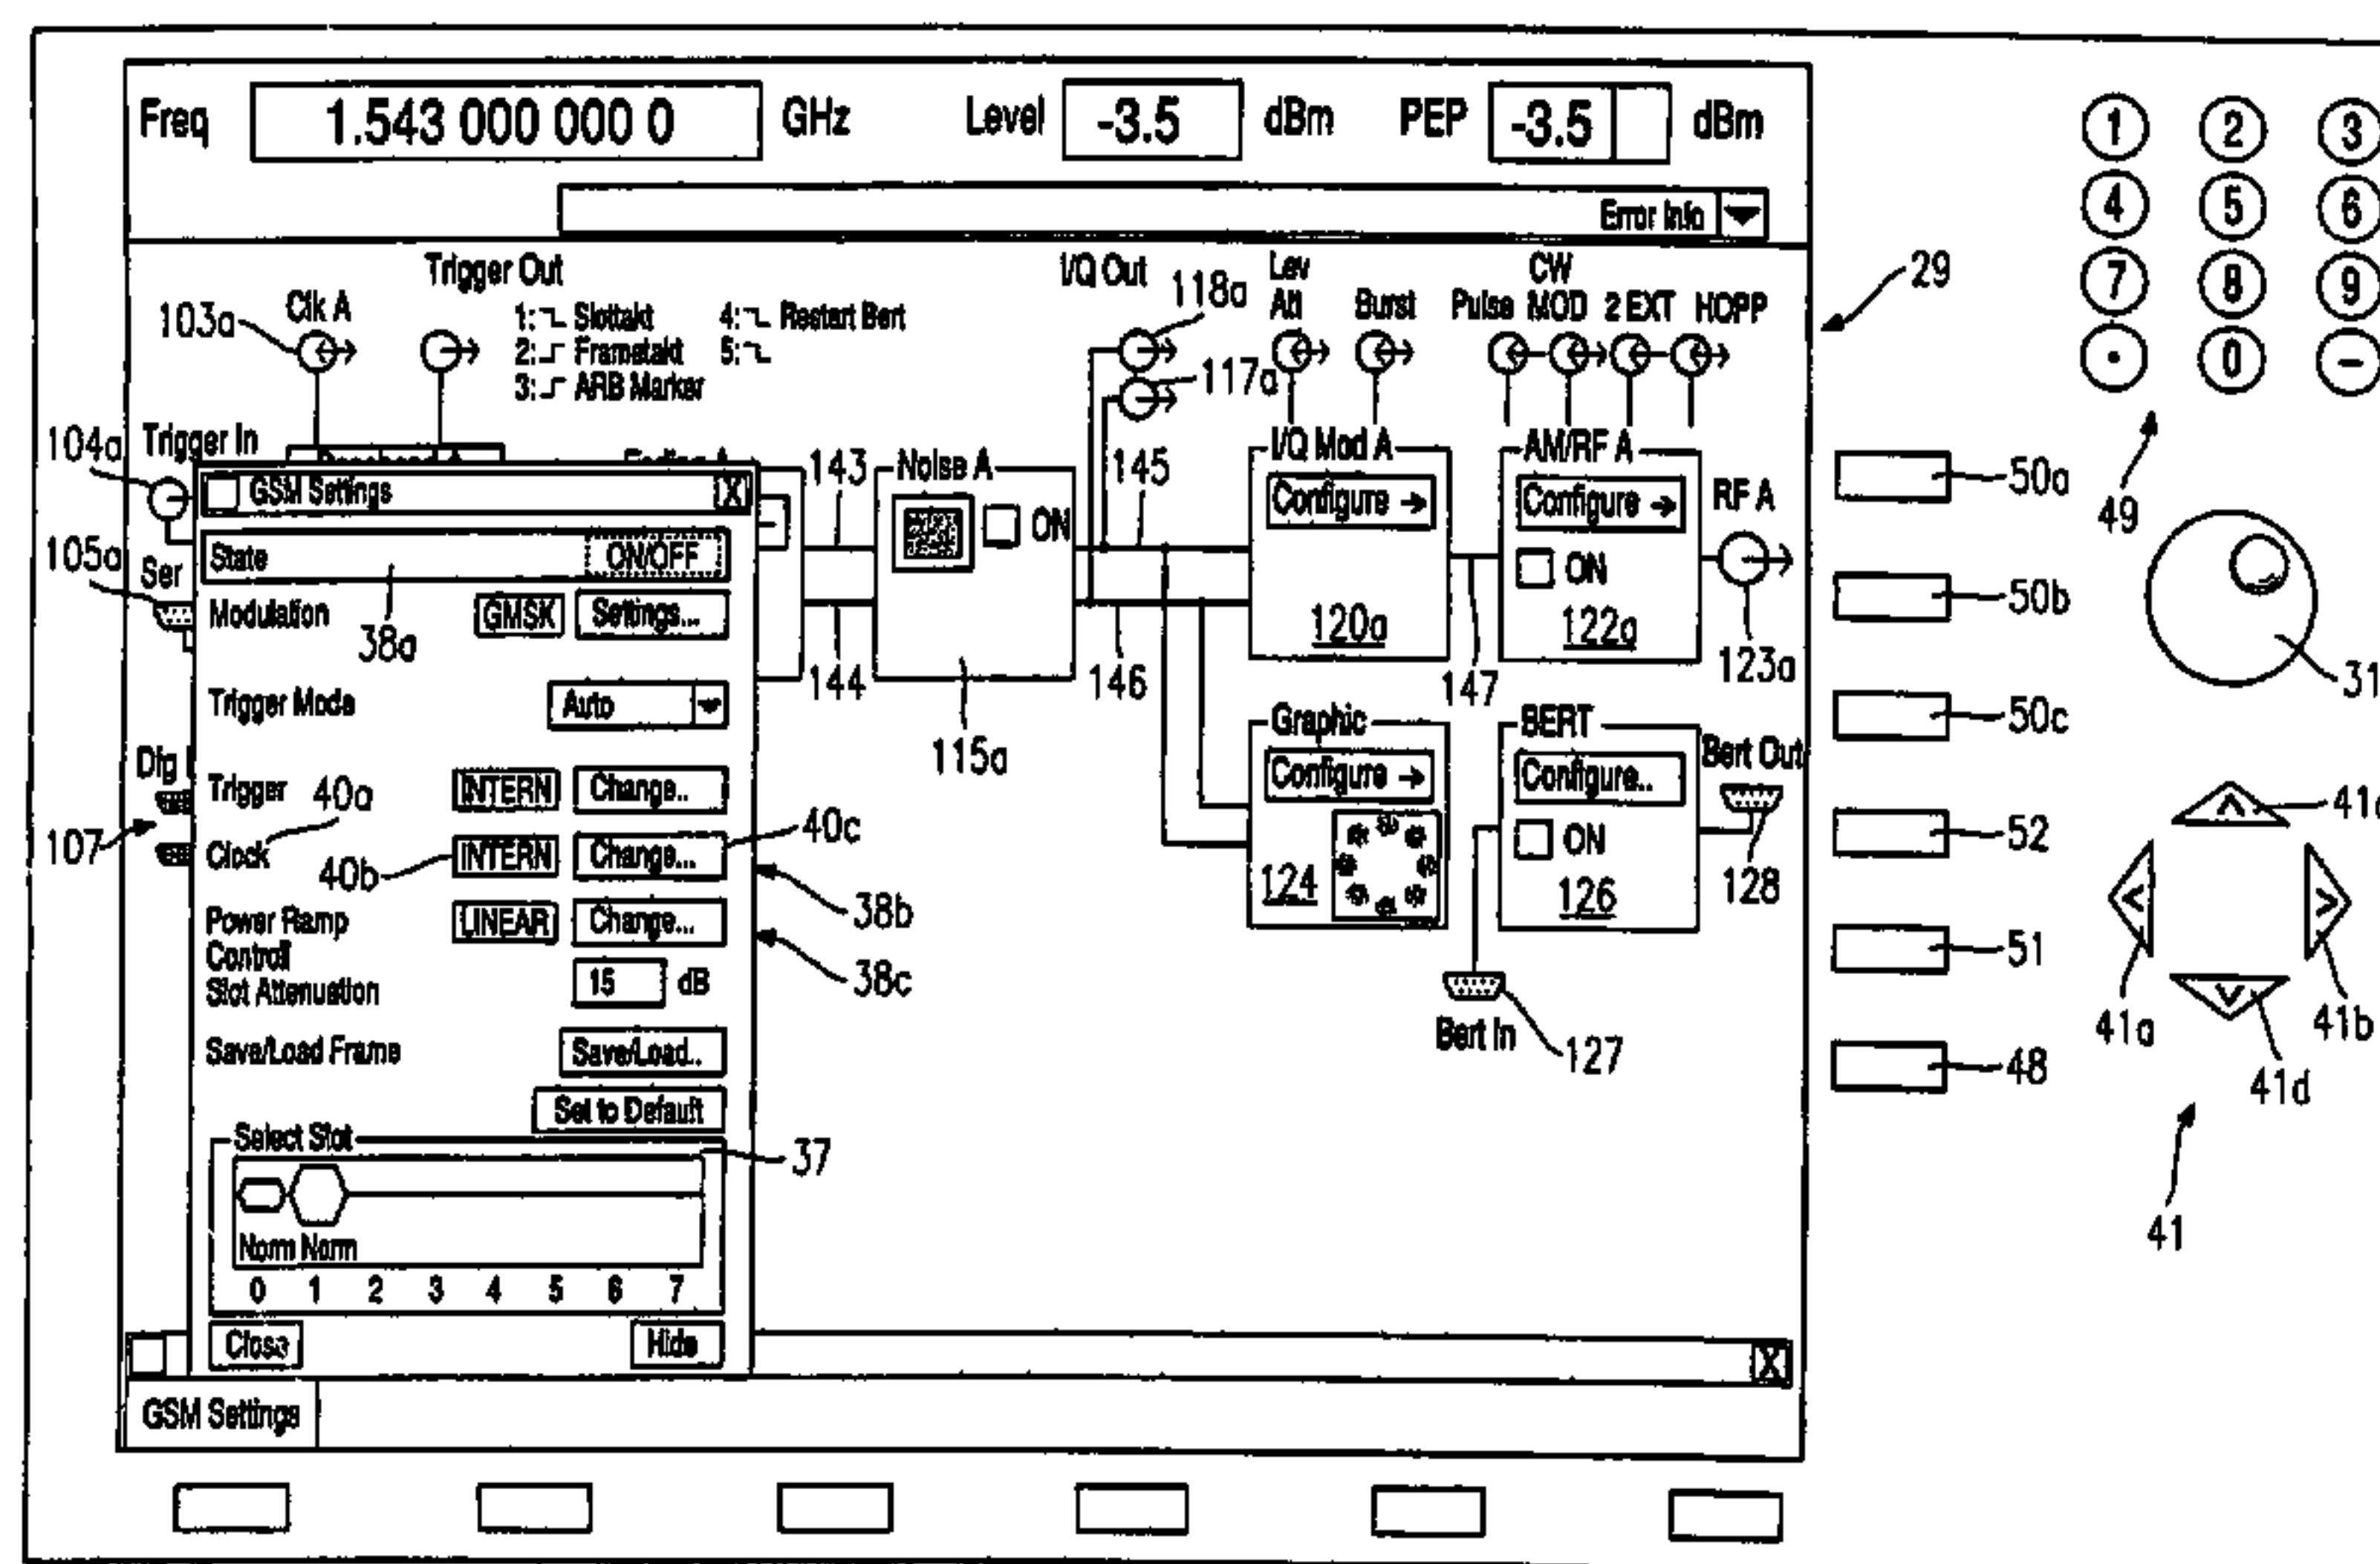 Freq 1.543 000 000 0 GHz Level -3.5 dBm PEP -3.5 dBm
Error Info
1 2 3
4 5 6
7 8 9
· 0 −
49
Trigger Out
I/Q Out
Lev Att
Burst
Pulse
CW MOD
2 EXT
HOPP
29
103a
Clk A
1: Slottakt
2: Frametakt
3: ARB Marker
4: Restart Bert
5:
118a
117a
104a
Trigger In
105a
Ser
107
GSM Settings X
State ON/OFF
38a
Modulation GMSK Settings...
Trigger Mode Auto
Trigger INTERN Change..
40a
Clock INTERN Change...
40b
40c
38b
Power Ramp Controll LINEAR Change...
38c
Slot Attenuation 15 dB
Save/Load Frame Save/Load..
Set to Default
Select Slot
37
Norm Norm
0 1 2 3 4 5 6 7
Close Hide
X
GSM Settings
143
144
Noise A
ON
115a
145
146
I/Q Mod A
Configure →
120a
147
AM/RF A
Configure →
ON
122a
RF A
123a
Graphic
Configure →
124
BERT
Configure..
ON
126
Bert Out
128
Bert In
127
50a
50b
50c
52
51
48
31
41a
41b
41d
41